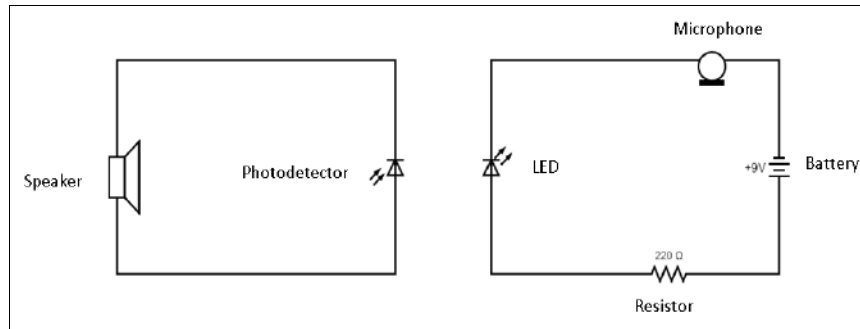 Microphone
Speaker
Photodetector
LED
+9V
Battery
220 Ω
Resistor